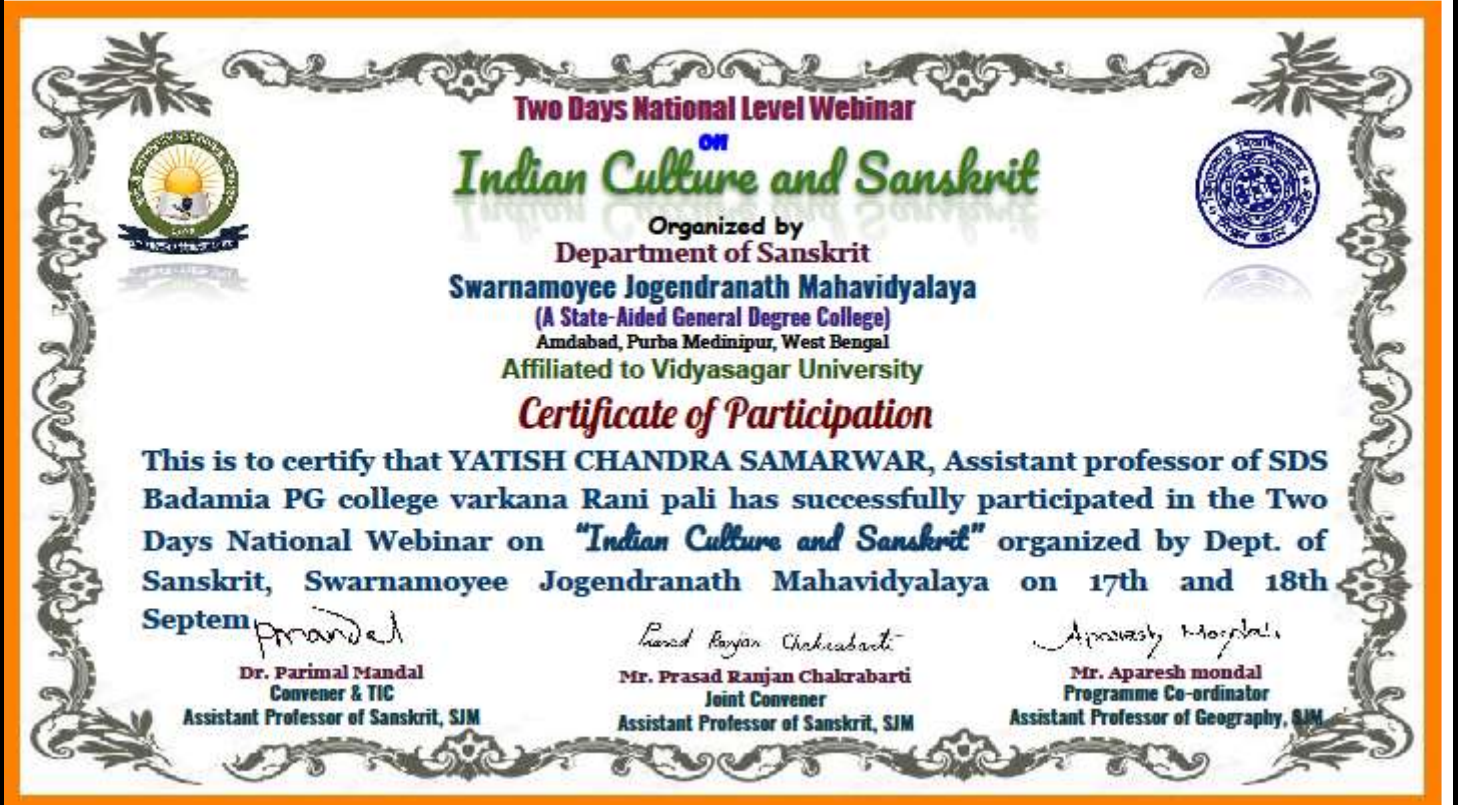 Two Days National Level Webinar
on
Indian Culture and Sanskrit
Organized by
Department of Sanskrit
Swarnamoyee Jogendranath Mahavidyalaya
(A State-Aided General Degree College)
Amdabad, Purba Medinipur, West Bengal
Affiliated to Vidyasagar University
Certificate of Participation
This is to certify that YATISH CHANDRA SAMARWAR, Assistant professor of SDS
Badamia PG college varkana Rani pali has successfully participated in the Two
Days National Webinar on "Indian Culture and Sanskrit" organized by Dept. of
Sanskrit, Swarnamoyee Jogendranath Mahavidyalaya on 17th and 18th
Septem
Pmandal
Prasad Ranjan Chakrabarti
Aparesh Mondal
Dr. Parimal Mandal
Convener & TIC
Assistant Professor of Sanskrit, SJM
Mr. Prasad Ranjan Chakrabarti
Joint Convener
Assistant Professor of Sanskrit, SJM
Mr. Aparesh mondal
Programme Co-ordinator
Assistant Professor of Geography, SJM